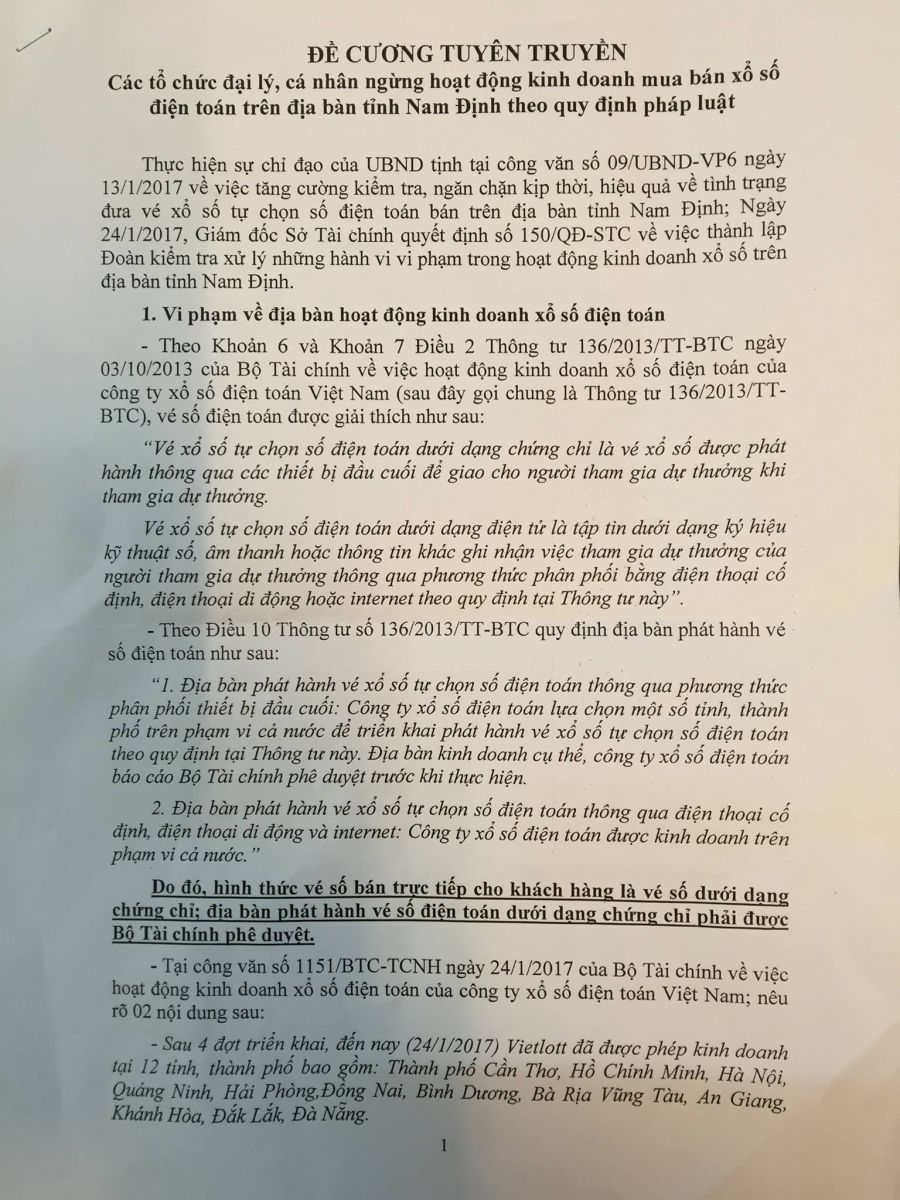 ĐỀ CƯƠNG TUYÊN TRUYỀN
Các tổ chức đại lý, cá nhân ngừng hoạt động kinh doanh mua bán xổ số
điện toán trên địa bàn tỉnh Nam Định theo quy định pháp luật
Thực hiện sự chỉ đạo của UBND tịnh tại công văn số 09/UBND-VP6 ngày
13/1/2017 về việc tăng cường kiểm tra, ngăn chặn kịp thời, hiệu quả về tình trạng
đưa vé xổ số tự chọn số điện toán bán trên địa bàn tỉnh Nam Định; Ngày
24/1/2017, Giám đốc Sở Tài chính quyết định số 150/QĐ-STC về việc thành lập
Đoàn kiểm tra xử lý những hành vi vi phạm trong hoạt động kinh doanh xổ số trên
địa bàn tỉnh Nam Định.
1. Vi phạm về địa bàn hoạt động kinh doanh xổ số điện toán
- Theo Khoản 6 và Khoản 7 Điều 2 Thông tư 136/2013/TT-BTC ngày
03/10/2013 của Bộ Tài chính về việc hoạt động kinh doanh xổ số điện toán của
công ty xổ số điện toán Việt Nam (sau đây gọi chung là Thông tư 136/2013/TT-
BTC), vé số điện toán được giải thích như sau:
“Vé xổ số tự chọn số điện toán dưới dạng chứng chỉ là vé xổ số được phát
hành thông qua các thiết bị đầu cuối để giao cho người tham gia dự thưởng khi
tham gia dự thưởng.
Vé xổ số tự chọn số điện toán dưới dạng điện tử là tập tin dưới dạng ký hiệu
kỹ thuật số, âm thanh hoặc thông tin khác ghi nhận việc tham gia dự thưởng của
người tham gia dự thưởng thông qua phương thức phân phối bằng điện thoại cố
định, điện thoại di động hoặc internet theo quy định tại Thông tư này”.
- Theo Điều 10 Thông tư số 136/2013/TT-BTC quy định địa bàn phát hành vé
số điện toán như sau:
“1. Địa bàn phát hành vé xổ số tự chọn số điện toán thông qua phương thức
phân phối thiết bị đầu cuối: Công ty xổ số điện toán lựa chọn một số tỉnh, thành
phố trên phạm vi cả nước để triển khai phát hành vé xổ số tự chọn số điện toán
theo quy định tại Thông tư này. Địa bàn kinh doanh cụ thể, công ty xổ số điện toán
báo cáo Bộ Tài chính phê duyệt trước khi thực hiện.
2. Địa bàn phát hành vé xổ số tự chọn số điện toán thông qua điện thoại cố
định, điện thoại di động và internet: Công ty xổ số điện toán được kinh doanh trên
phạm vi cả nước.”
Do đó, hình thức vé số bán trực tiếp cho khách hàng là vé số dưới dạng
chứng chỉ; địa bàn phát hành vé số điện toán dưới dạng chứng chỉ phải được
Bộ Tài chính phê duyệt.
- Tại công văn số 1151/BTC-TCNH ngày 24/1/2017 của Bộ Tài chính về việc
hoạt động kinh doanh xổ số điện toán của công ty xổ số điện toán Việt Nam; nêu
rõ 02 nội dung sau:
- Sau 4 đợt triển khai, đến nay (24/1/2017) Vietlott đã được phép kinh doanh
tại 12 tỉnh, thành phố bao gồm: Thành phố Cần Thơ, Hồ Chính Minh, Hà Nội,
Quảng Ninh, Hải Phòng,Đồng Nai, Bình Dương, Bà Rịa Vũng Tàu, An Giang,
Khánh Hòa, Đắk Lắk, Đà Nẵng.
1